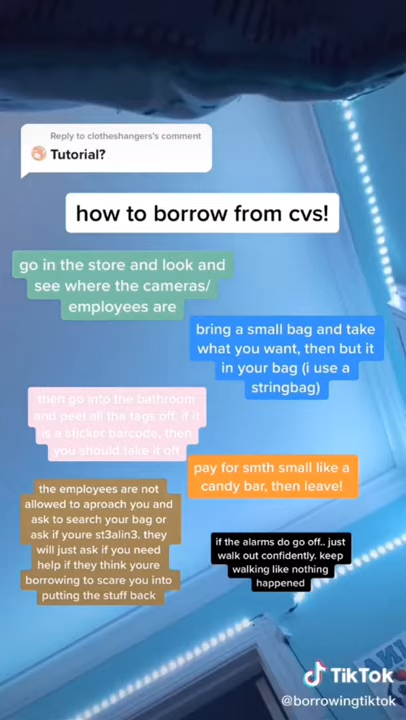 Reply to clotheshangers's comment
Tutorial?
how to borrow from cvs!
go in the store and look and
see where the cameras/
employees are
bring a small bag and take
what you want, then but it
in your bag (i use a
stringbag)
then go into the bathroom
and peel all tha tags off. if it
is a sticker barcode, then
you should take it off
pay for smth small like a
candy bar, then leave!
the employees are not
allowed to aproach you and
ask to search your bag or
ask if youre st3alin3. they
will just ask if you need
help if they think youre
borrowing to scare you into
putting the stuff back
if the alarms do go off.. just
walk out confidently. keep
walking like nothing
happened
TikTok
@borrowingtiktok